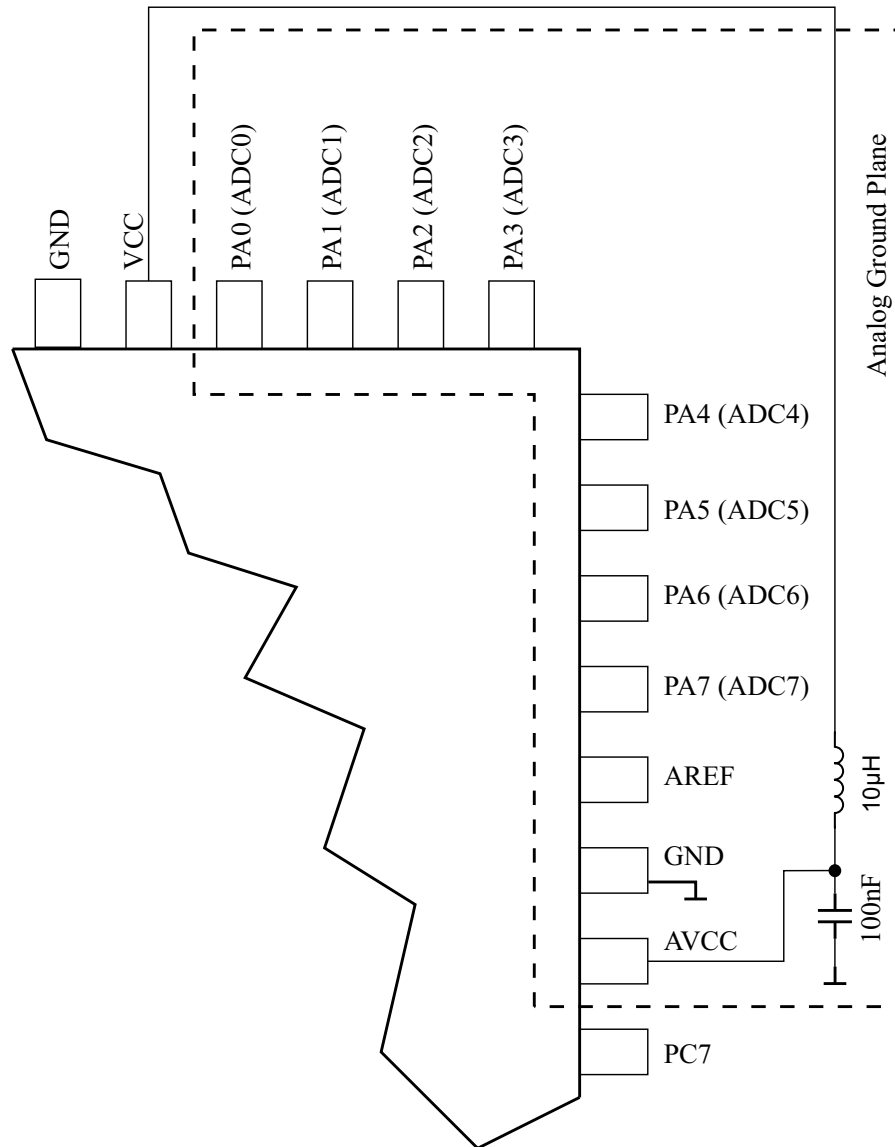 GND
VCC
PA0 (ADC0)
PA1 (ADC1)
PA2 (ADC2)
PA3 (ADC3)
Analog Ground Plane
PA4 (ADC4)
PA5 (ADC5)
PA6 (ADC6)
PA7 (ADC7)
AREF
10µH
GND
100nF
AVCC
PC7